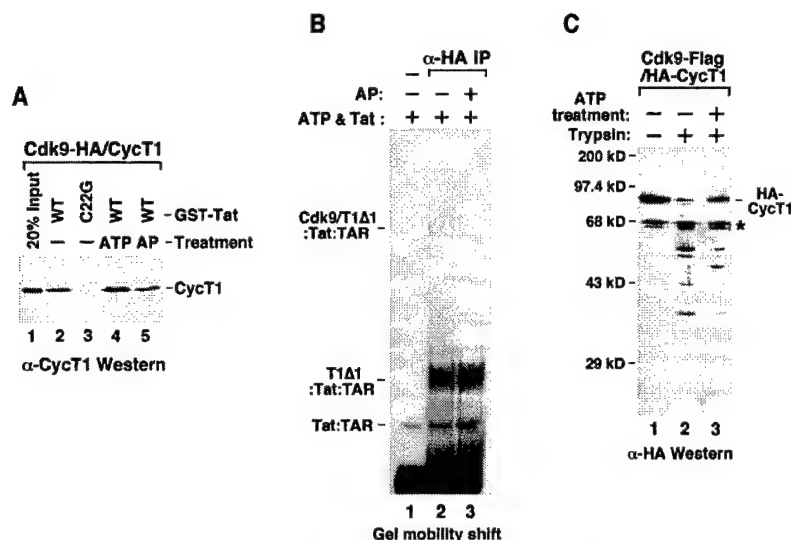 A
Cdk9-HA/CycT1
20% Input
WT
C22G
WT
WT
–GST-Tat
– – ATP AP –Treatment
–CycT1
1 2 3 4 5
α-CycT1 Western
B
α-HA IP
–
AP: – – +
ATP & Tat : + + +
Cdk9/T1Δ1
:Tat:TAR
T1Δ1
:Tat:TAR
Tat:TAR –
1 2 3
Gel mobility shift
C
Cdk9-Flag
/HA-CycT1
ATP
treatment: – – +
Trypsin: – + +
200 kD –
97.4 kD –
HA-
CycT1
68 kD –
*
43 kD –
29 kD –
1 2 3
α-HA Western